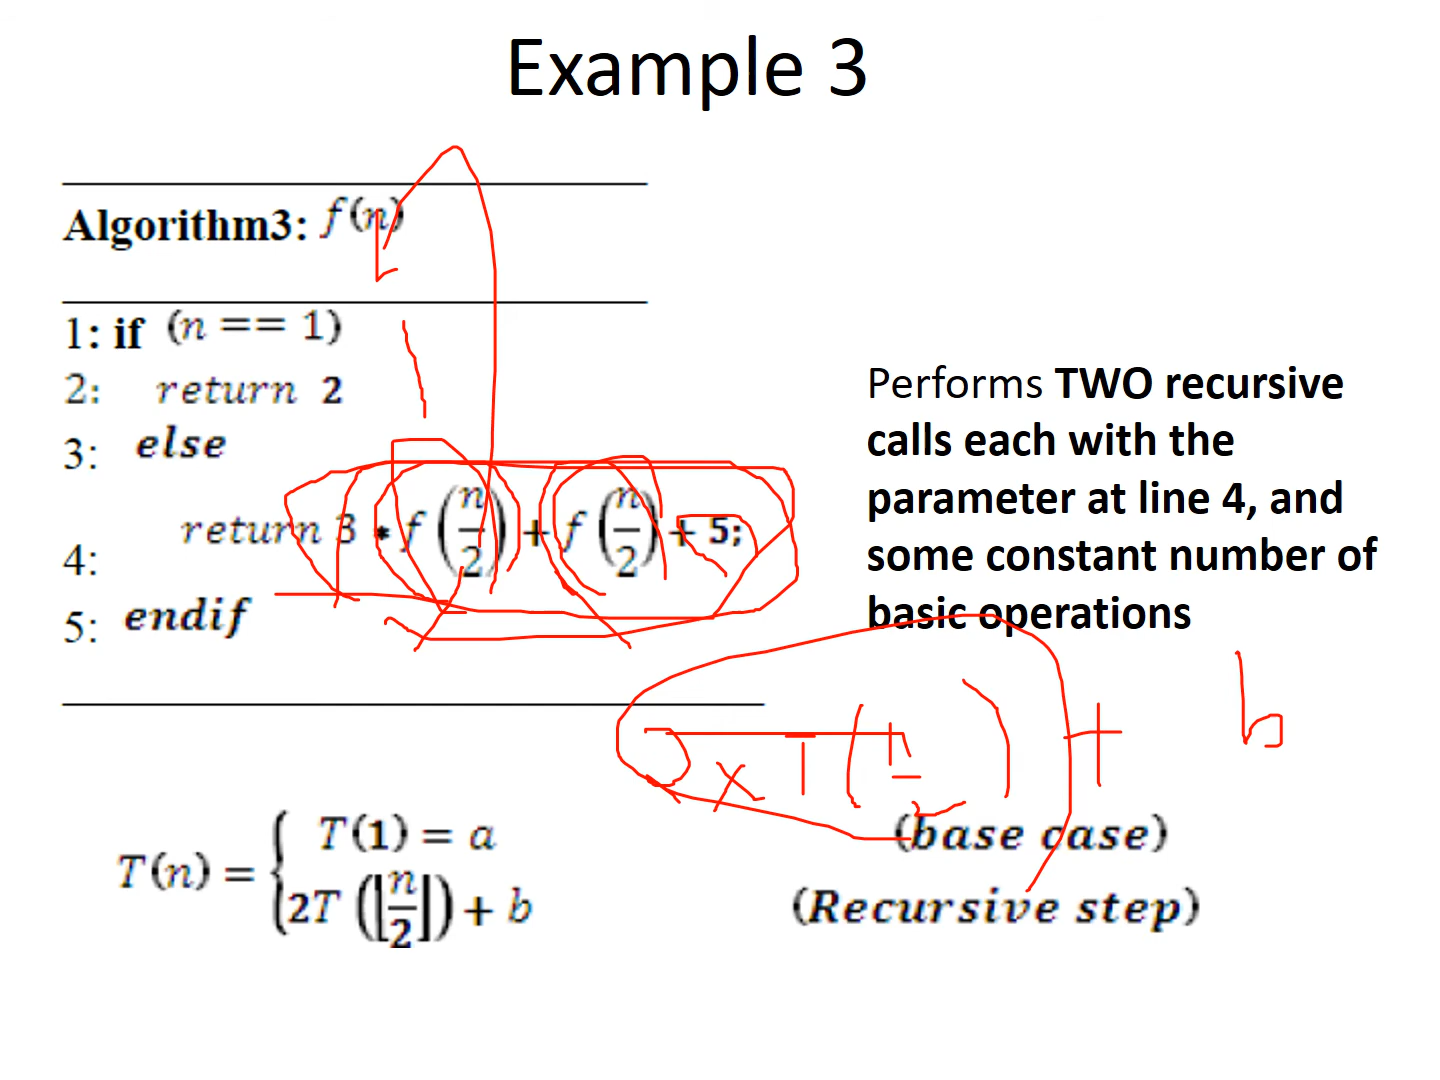 Example 3
Algorithm3: f(n)
1: if (n == 1)
2: return 2
3: else
4: return 3 * f(n/2) + f(n/2) + 5;
5: endif
Performs TWO recursive
calls each with the
parameter at line 4, and
some constant number of
basic operations
x T ( ) + b
T(n) = { T(1) = a (base case)
2T(⌊n/2⌋) + b (Recursive step)